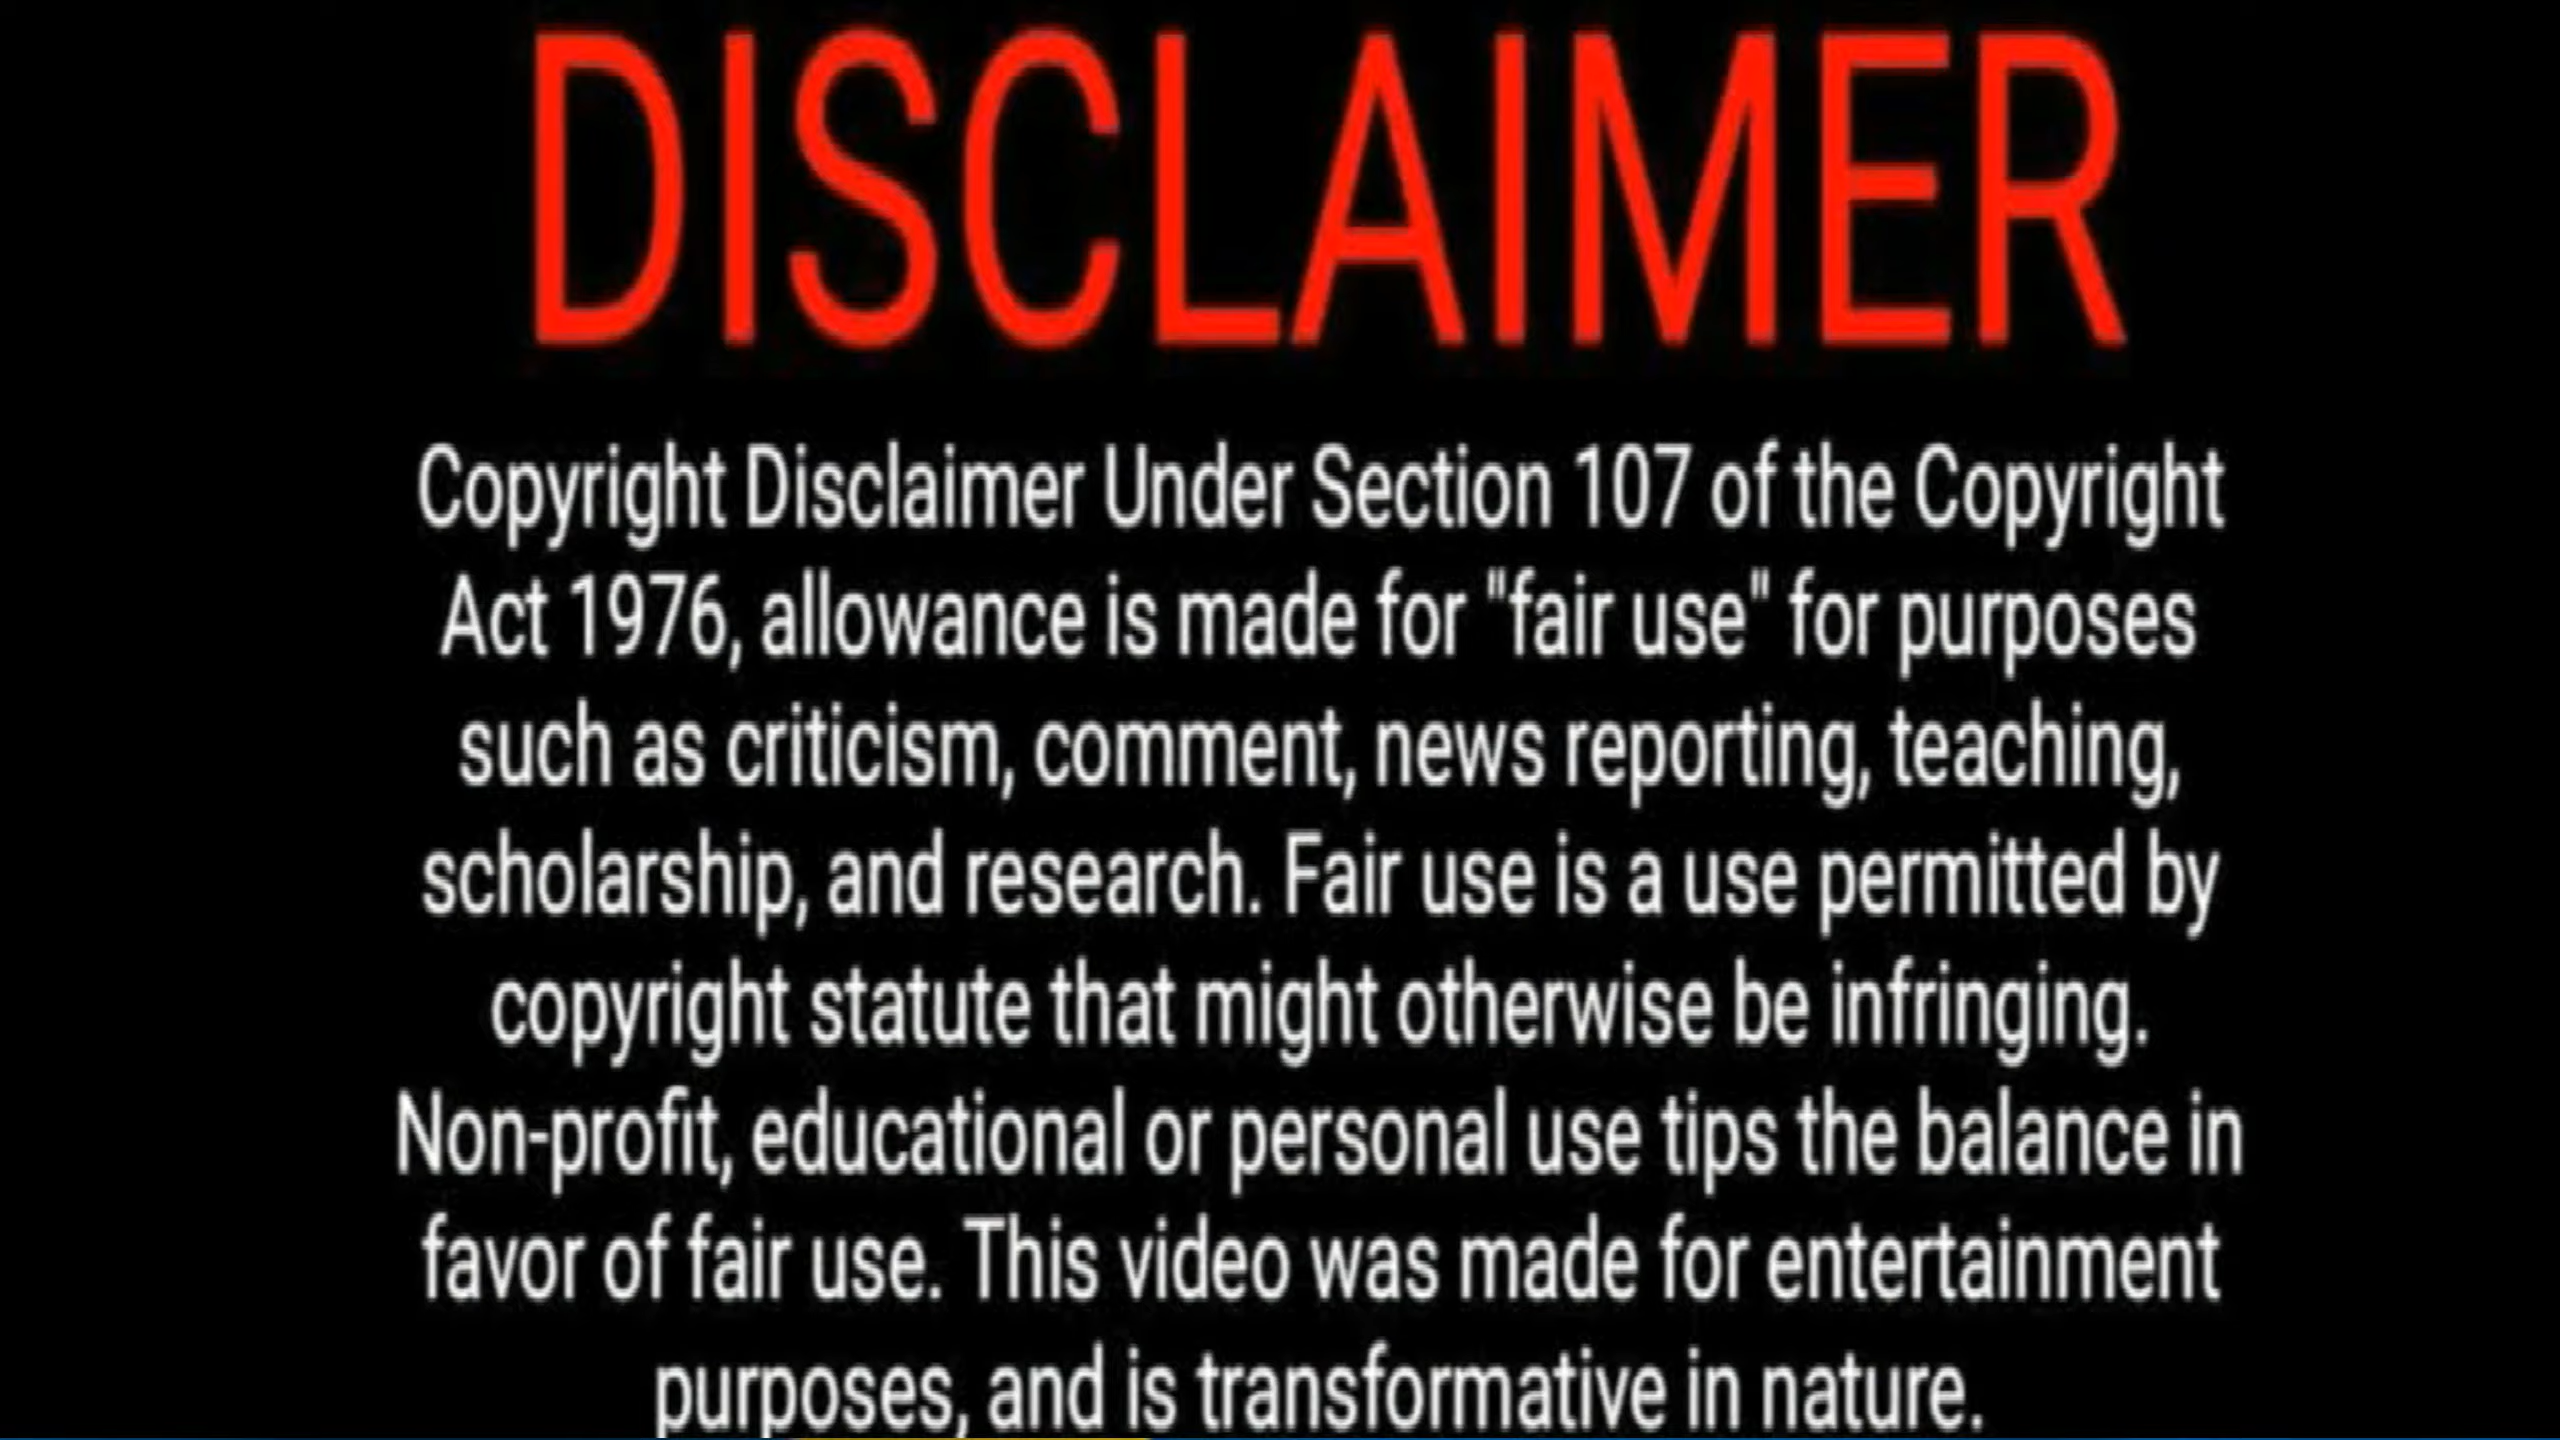 DISCLAIMER
Copyright Disclaimer Under Section 107 of the Copyright
Act 1976, allowance is made for "fair use" for purposes
such as criticism, comment, news reporting, teaching,
scholarship, and research. Fair use is a use permitted by
copyright statute that might otherwise be infringing.
Non-profit, educational or personal use tips the balance in
favor of fair use. This video was made for entertainment
purposes, and is transformative in nature.